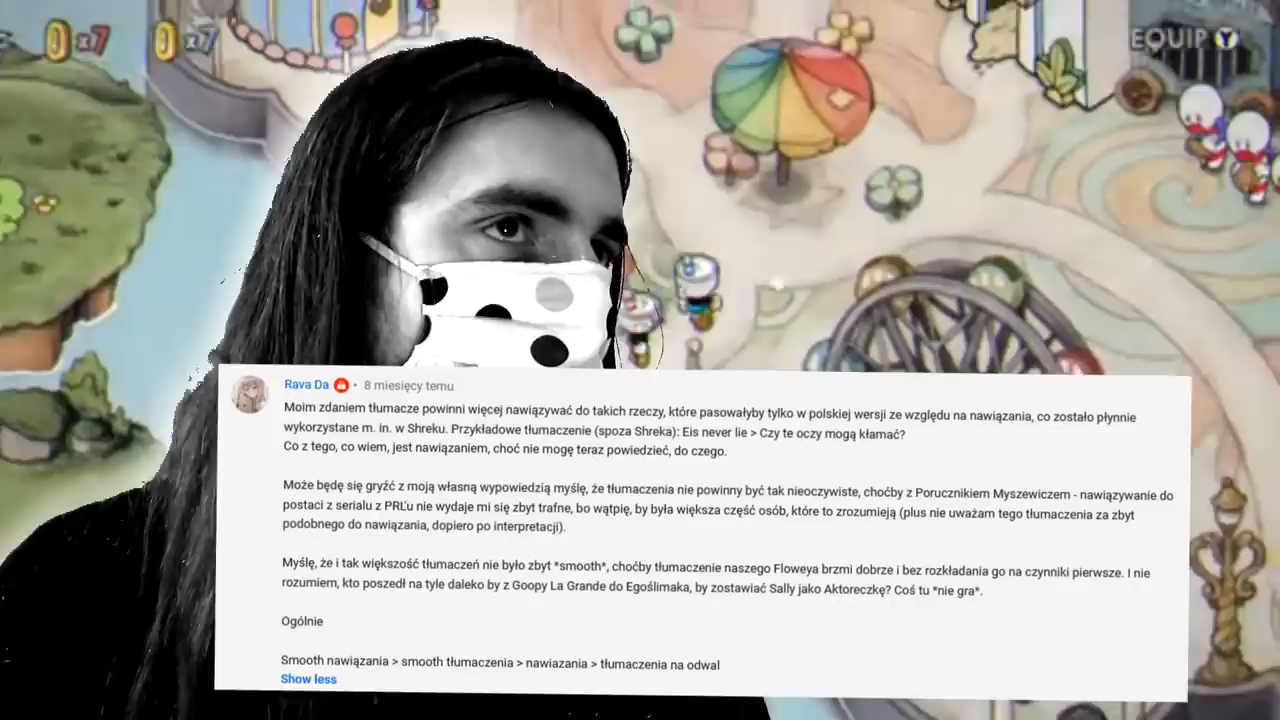 x7
x7
EQUIP Y
Rava Da · 8 miesięcy temu
Moim zdaniem tłumacze powinni więcej nawiązywać do takich rzeczy, które pasowałyby tylko w polskiej wersji ze względu na nawiązania, co zostało płynnie
wykorzystane m. in. w Shreku. Przykładowe tłumaczenie (spoza Shreka): Eis never lie > Czy te oczy mogą kłamać?
Co z tego, co wiem, jest nawiązaniem, choć nie mogę teraz powiedzieć, do czego.
Może będę się gryźć z moją własną wypowiedzią myślę, że tłumaczenia nie powinny być tak nieoczywiste, choćby z Porucznikiem Myszewiczem - nawiązywanie do
postaci z serialu z PRL'u nie wydaje mi się zbyt trafne, bo wątpię, by była większa część osób, które to zrozumieją (plus nie uważam tego tłumaczenia za zbyt
podobnego do nawiązania, dopiero po interpretacji).
Myślę, że i tak większość tłumaczeń nie było zbyt *smooth*, choćby tłumaczenie naszego Floweya brzmi dobrze i bez rozkładania go na czynniki pierwsze. I nie
rozumiem, kto poszedł na tyle daleko by z Goopy La Grande do Egoślimaka, by zostawiać Sally jako Aktoreczkę? Coś tu *nie gra*.
Ogólnie
Smooth nawiązania > smooth tłumaczenia > nawiazania > tłumaczenia na odwal
Show less